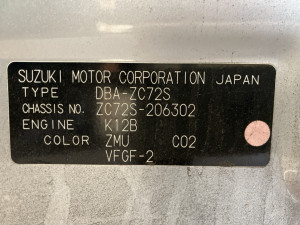 SUZUKI MOTOR CORPORATION JAPAN
TYPE DBA-ZC72S
CHASSIS NO. ZC72S-206302
ENGINE K12B
COLOR ZMU C02
VFGF-2